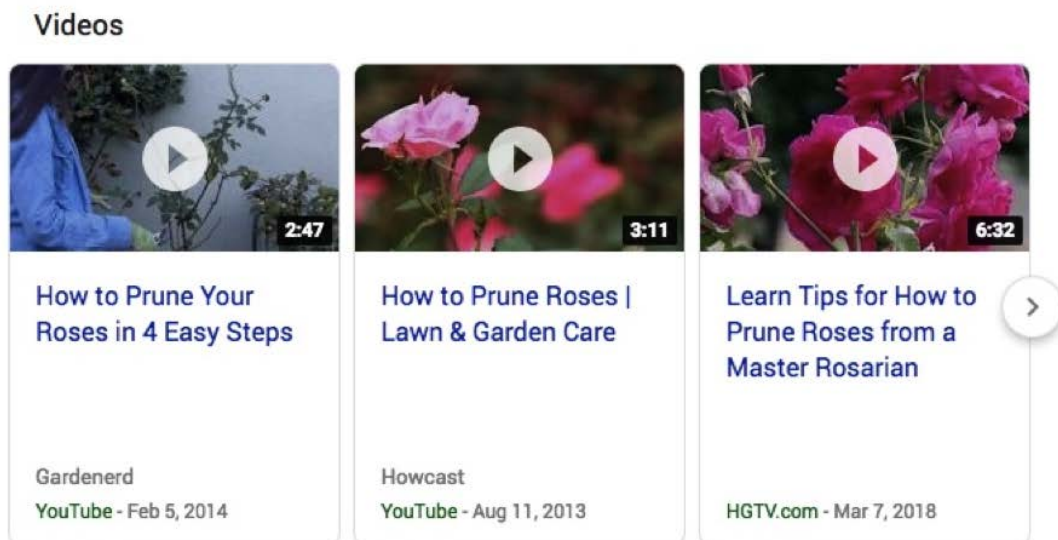 Videos
2:47
How to Prune Your
Roses in 4 Easy Steps
Gardenerd
YouTube - Feb 5, 2014
3:11
How to Prune Roses |
Lawn & Garden Care
Howcast
YouTube - Aug 11, 2013
6:32
Learn Tips for How to
Prune Roses from a
Master Rosarian
HGTV.com - Mar 7, 2018